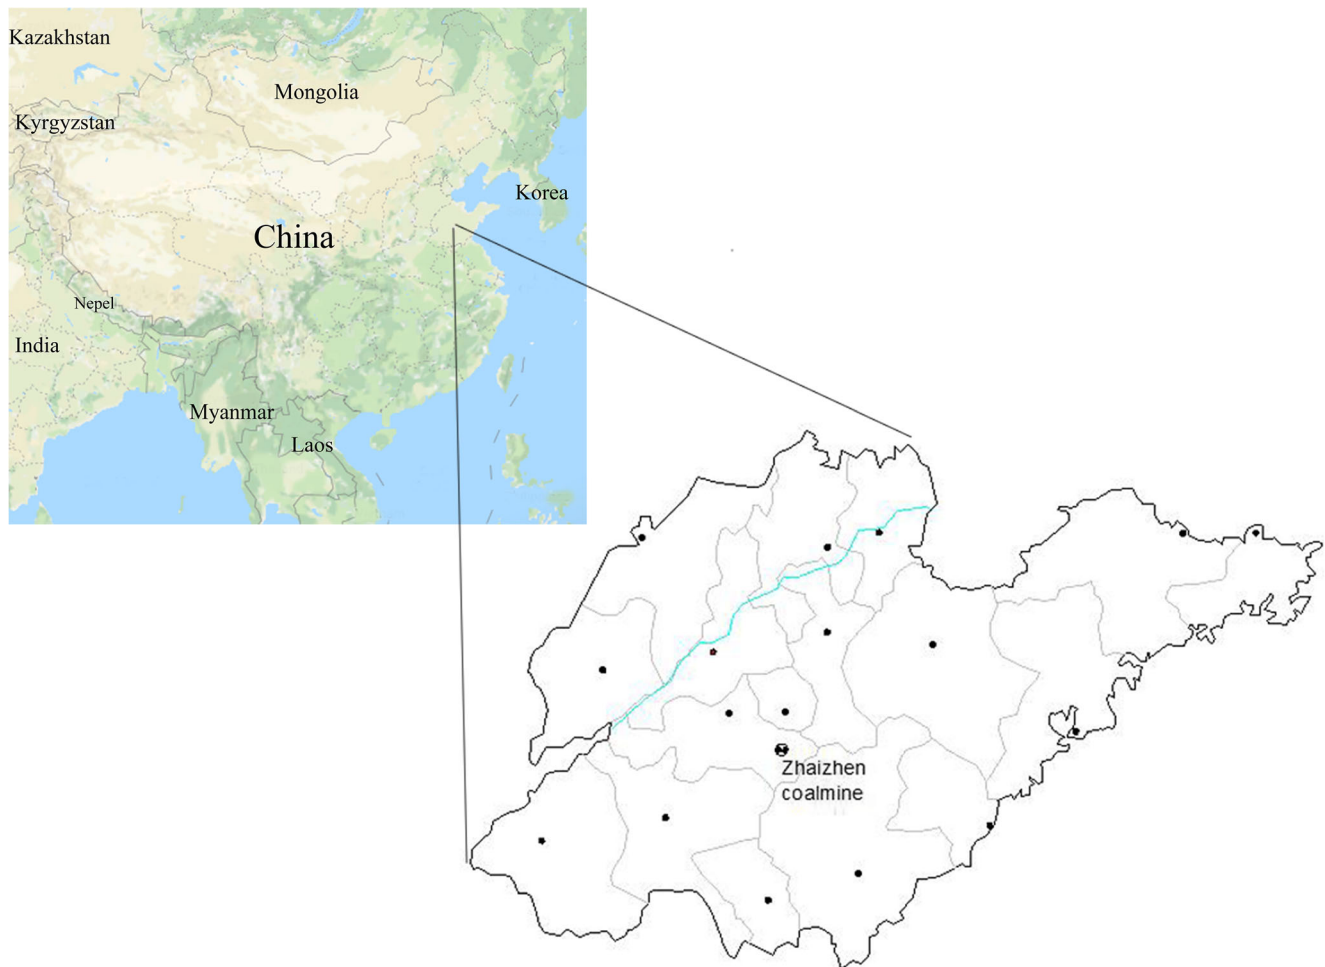 Kazakhstan
Mongolia
Kyrgyzstan
Korea
China
Nepel
India
Myanmar
Laos
Zhaizhen
coalmine